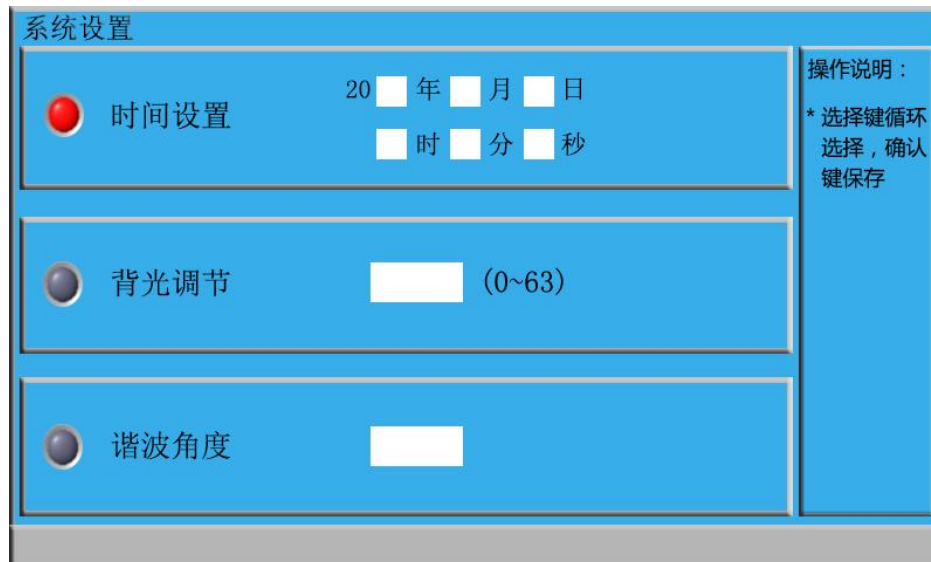 系统设置
时间设置
20 年 月 日
时 分 秒
背光调节 (0~63)
谐波角度
操作说明：
* 选择键循环
选择，确认
键保存